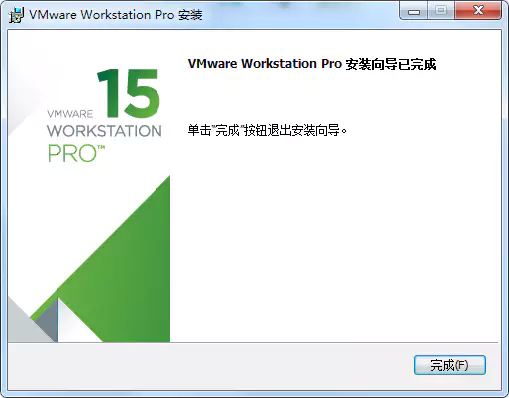 VMware Workstation Pro 安装
VMware Workstation Pro 安装向导已完成
15
VMWARE
WORKSTATION
PRO™
单击"完成"按钮退出安装向导。
完成(F)